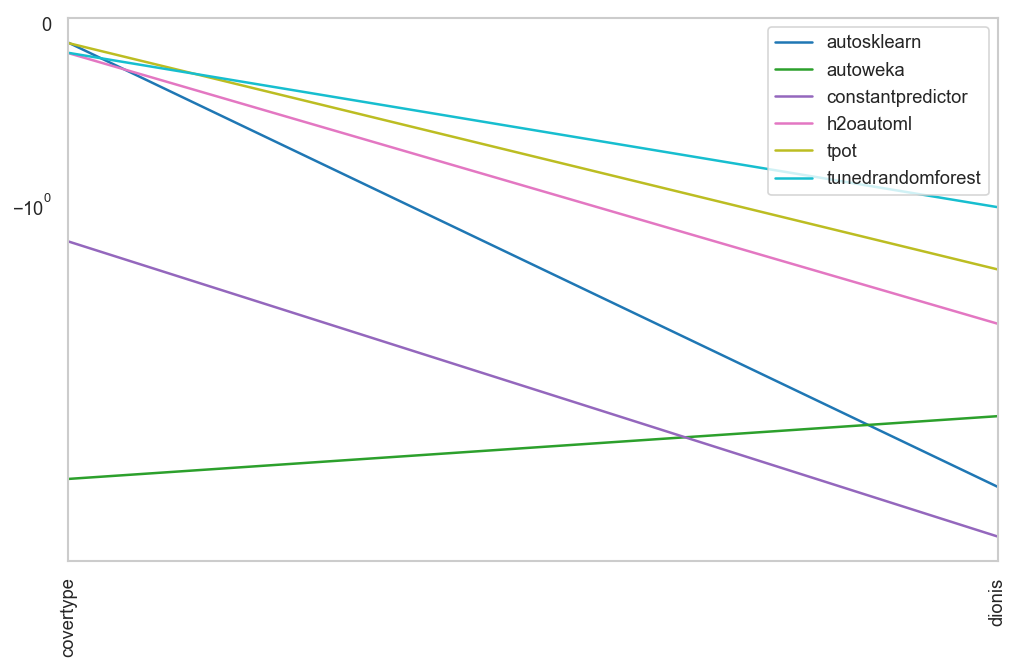 0
−10⁰
autosklearn
autoweka
constantpredictor
h2oautoml
tpot
tunedrandomforest
covertype
dionis